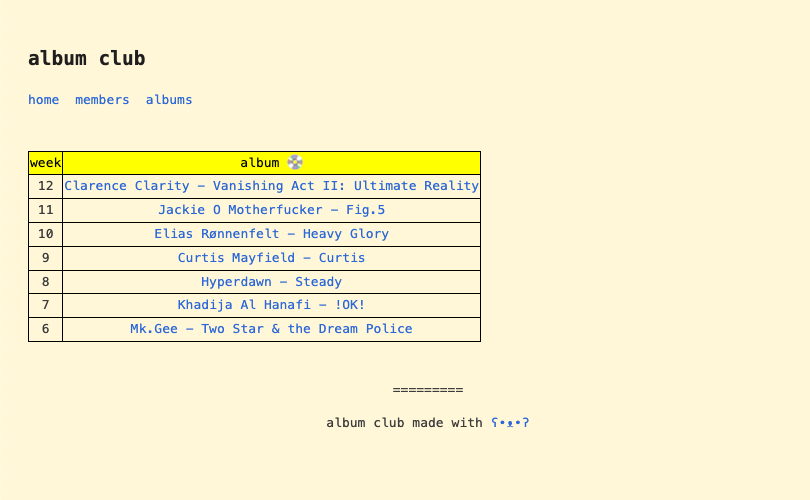 album club
home members albums
week album 💿
12 Clarence Clarity – Vanishing Act II: Ultimate Reality
11 Jackie O Motherfucker – Fig.5
10 Elias Rønnenfelt – Heavy Glory
9 Curtis Mayfield – Curtis
8 Hyperdawn – Steady
7 Khadija Al Hanafi – !OK!
6 Mk.Gee – Two Star & the Dream Police
=========
album club made with ʕ•ᴥ•ʔ